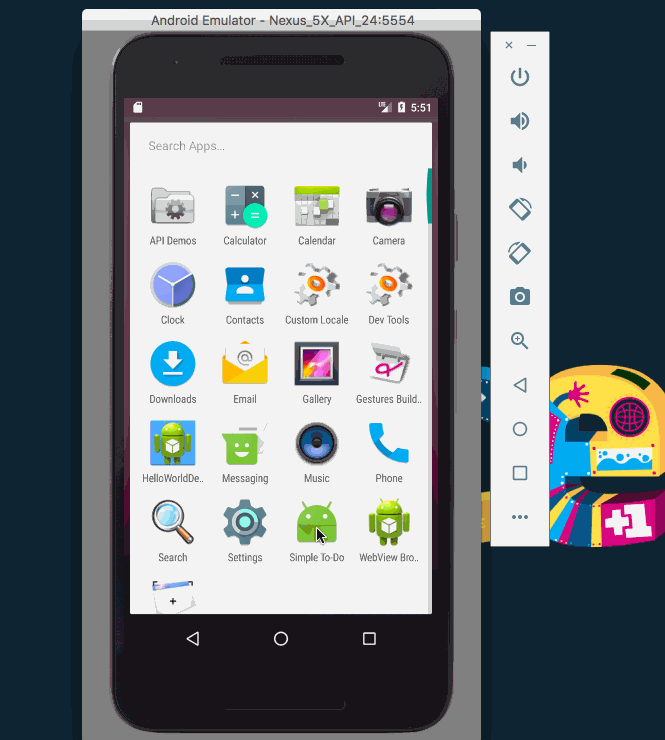 Android Emulator - Nexus_5X_API_24:5554
LTE 5:51
Search Apps...
API Demos Calculator Calendar Camera
Clock Contacts Custom Locale Dev Tools
Downloads Email Gallery Gestures Build..
HelloWorldDe.. Messaging Music Phone
Search Settings Simple To-Do WebView Bro..
+1